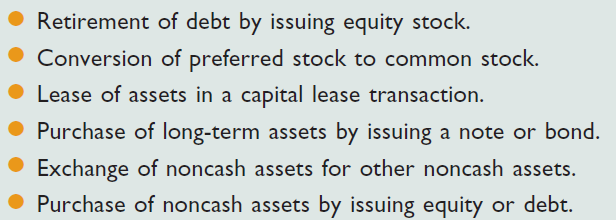 Retirement of debt by issuing equity stock.
Conversion of preferred stock to common stock.
Lease of assets in a capital lease transaction.
Purchase of long-term assets by issuing a note or bond.
Exchange of noncash assets for other noncash assets.
Purchase of noncash assets by issuing equity or debt.